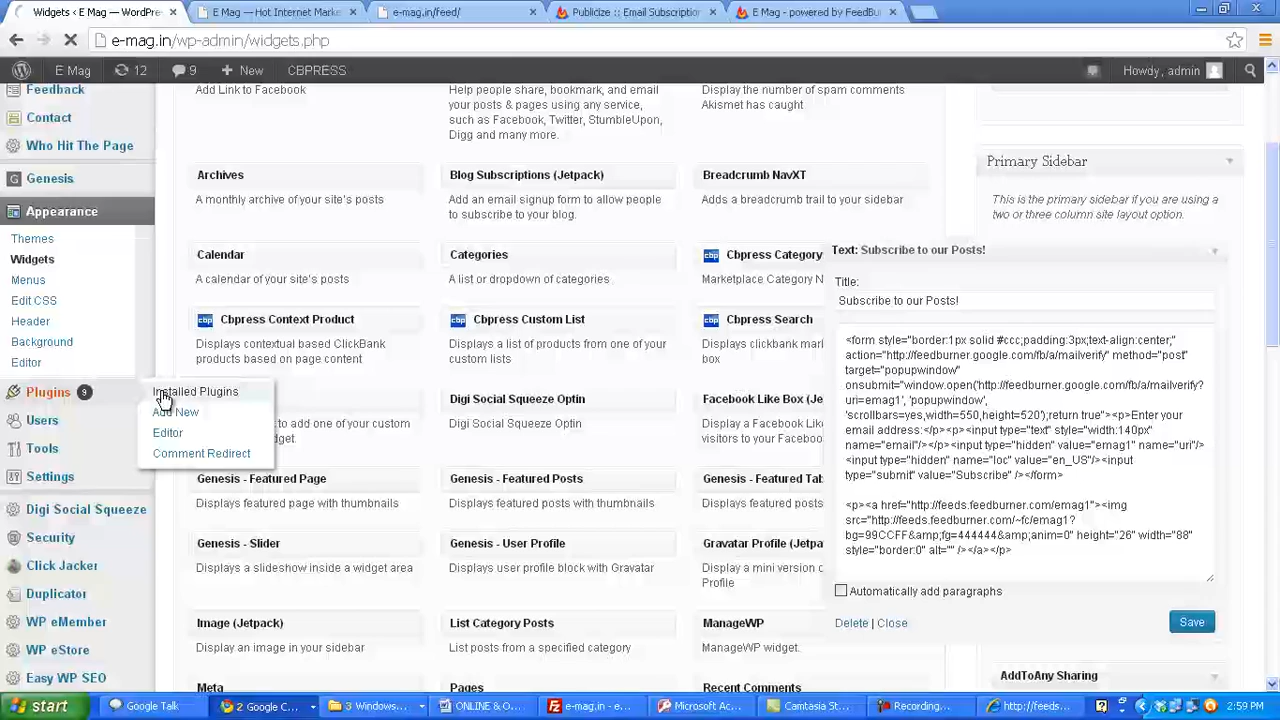 Widgets ‹ E Mag — WordPre
E Mag — Hot Internet Marke
e-mag.in/feed/
Publicize :: Email Subscriptio
E Mag - powered by FeedBu
e-mag.in/wp-admin/widgets.php
E Mag
12
9
New
CBPRESS
Howdy, admin
Feedback
Contact
Who Hit The Page
Genesis
Appearance
Themes
Widgets
Menus
Edit CSS
Header
Background
Editor
Plugins 9
Users
Tools
Settings
Digi Social Squeeze
Security
Click Jacker
Duplicator
WP eMember
WP eStore
Easy WP SEO
Installed Plugins
Add New
Editor
Comment Redirect
Add Link to Facebook
Help people share, bookmark, and email
your posts & pages using any service,
such as Facebook, Twitter, StumbleUpon,
Digg and many more.
Display the number of spam comments
Akismet has caught
Archives
A monthly archive of your site's posts
Blog Subscriptions (Jetpack)
Add an email signup form to allow people
to subscribe to your blog.
Breadcrumb NavXT
Adds a breadcrumb trail to your sidebar
Calendar
A calendar of your site's posts
Categories
A list or dropdown of categories
cbp Cbpress Category
Marketplace Category N
cbp Cbpress Context Product
Displays contextual based ClickBank
products based on page content
cbp Cbpress Custom List
Displays a list of products from one of your
custom lists
cbp Cbpress Search
Displays clickbank mark
box
to add one of your custom
widget.
Digi Social Squeeze Optin
Digi Social Squeeze Optin
Facebook Like Box (Je
Display a Facebook Lik
visitors to your Faceboo
Genesis - Featured Page
Displays featured page with thumbnails
Genesis - Featured Posts
Displays featured posts with thumbnails
Genesis - Featured Tab
Displays featured posts
Genesis - Slider
Displays a slideshow inside a widget area
Genesis - User Profile
Displays user profile block with Gravatar
Gravatar Profile (Jetpa
Display a mini version o
Profile
Image (Jetpack)
Display an image in your sidebar
List Category Posts
List posts from a specified category
ManageWP
ManageWP widget.
Meta
Pages
Recent Comments
Primary Sidebar
This is the primary sidebar if you are using a
two or three column site layout option.
Text: Subscribe to our Posts!
Title:
Subscribe to our Posts!
<form style="border:1px solid #ccc;padding:3px;text-align:center;"
action="http://feedburner.google.com/fb/a/mailverify" method="post"
target="popupwindow"
onsubmit="window.open('http://feedburner.google.com/fb/a/mailverify?
uri=emag1', 'popupwindow',
'scrollbars=yes,width=550,height=520');return true"><p>Enter your
email address:</p><p><input type="text" style="width:140px"
name="email"/></p><input type="hidden" value="emag1" name="uri"/>
<input type="hidden" name="loc" value="en_US"/><input
type="submit" value="Subscribe" /></form>
<p><a href="http://feeds.feedburner.com/emag1"><img
src="http://feeds.feedburner.com/~fc/emag1?
bg=99CCFF&amp;fg=444444&amp;anim=0" height="26" width="88"
style="border:0" alt="" /></a></p>
Automatically add paragraphs
Delete | Close
Save
AddToAny Sharing
start
Google Talk
2 Google C...
3 Windows...
ONLINE & O...
e-mag.in - e...
Microsoft Ac...
Camtasia St...
Recording...
http://feeds...
2:59 PM